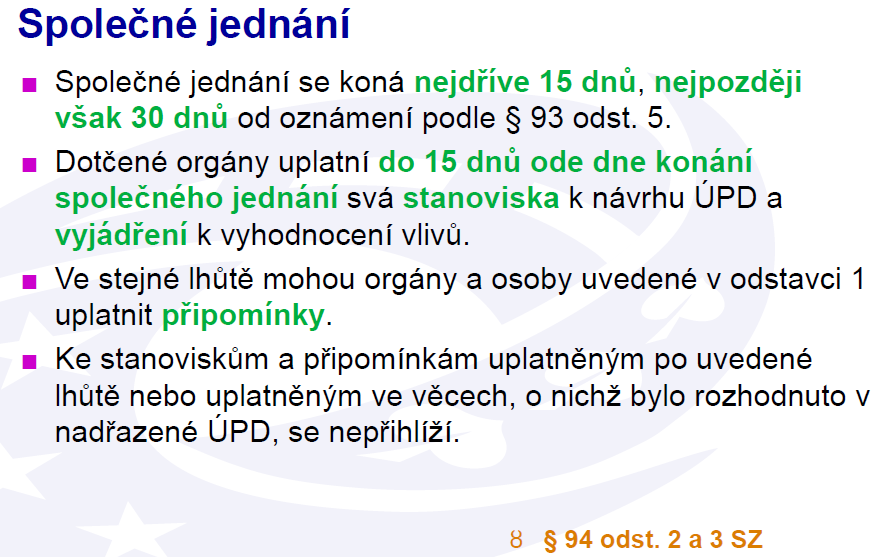 Společné jednání
Společné jednání se koná nejdříve 15 dnů, nejpozději
však 30 dnů od oznámení podle § 93 odst. 5.
Dotčené orgány uplatní do 15 dnů ode dne konání
společného jednání svá stanoviska k návrhu ÚPD a
vyjádření k vyhodnocení vlivů.
Ve stejné lhůtě mohou orgány a osoby uvedené v odstavci 1
uplatnit připomínky.
Ke stanoviskům a připomínkám uplatněným po uvedené
lhůtě nebo uplatněným ve věcech, o nichž bylo rozhodnuto v
nadřazené ÚPD, se nepřihlíží.
8 § 94 odst. 2 a 3 SZ